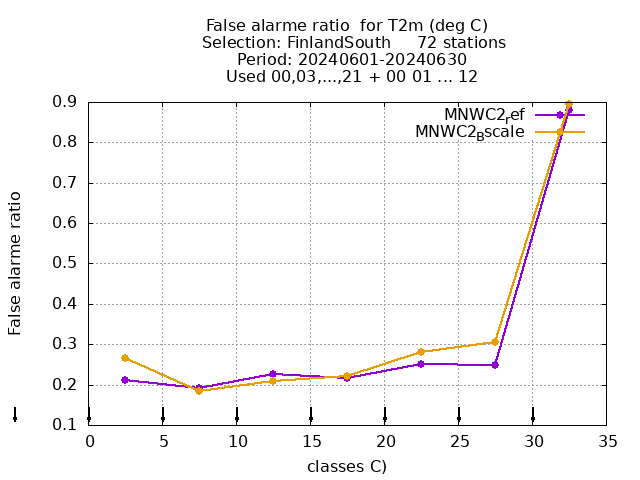 False alarme ratio  for T2m (deg C)
Selection: FinlandSouth     72 stations
Period: 20240601-20240630
Used 00,03,...,21 + 00 01 ... 12
MNWC2ref
MNWC2Bscale
0.9
0.8
0.7
0.6
0.5
0.4
0.3
0.2
0.1
False alarme ratio
0 5 10 15 20 25 30 35
classes C)